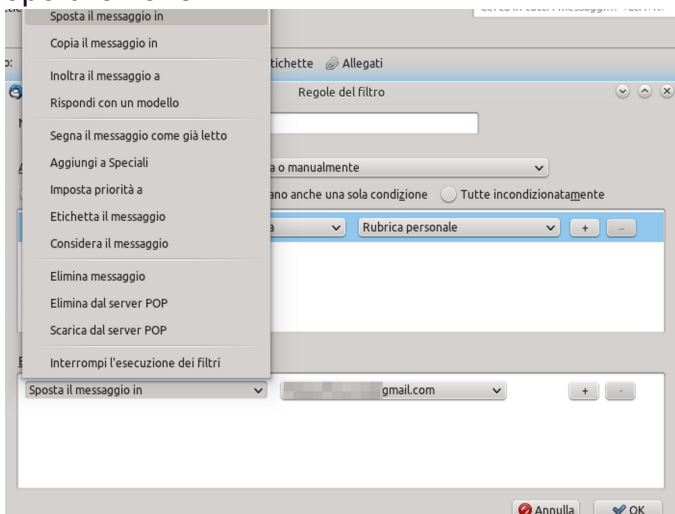 Sposta il messaggio in
Copia il messaggio in
Inoltra il messaggio a
Rispondi con un modello
Segna il messaggio come già letto
Aggiungi a Speciali
Imposta priorità a
Etichetta il messaggio
Considera il messaggio
Elimina messaggio
Elimina dal server POP
Scarica dal server POP
Interrompi l'esecuzione dei filtri
tichette Allegati
Regole del filtro
o manualmente
anche una sola condizione Tutte incondizionatamente
Rubrica personale + -
Sposta il messaggio in gmail.com + -
Annulla OK